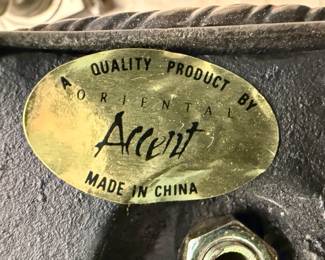 A QUALITY PRODUCT BY
ORIENTAL
Accent
MADE IN CHINA